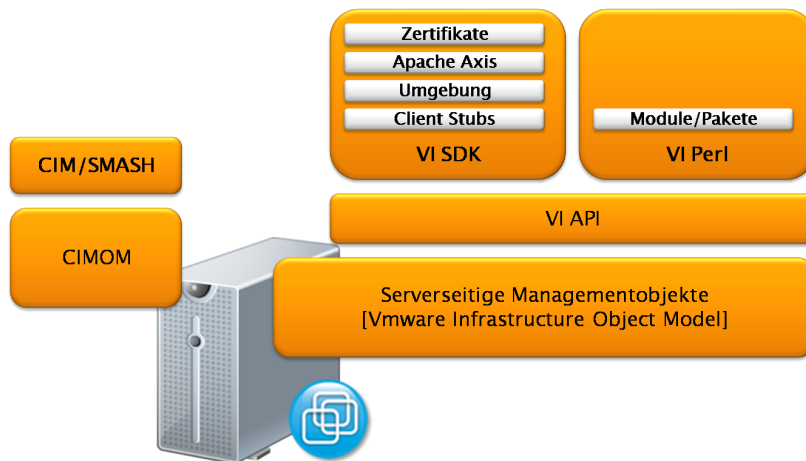 Zertifikate
Apache Axis
Umgebung
Client Stubs
VI SDK
Module/Pakete
VI Perl
CIM/SMASH
CIMOM
VI API
Serverseitige Managementobjekte
[Vmware Infrastructure Object Model]